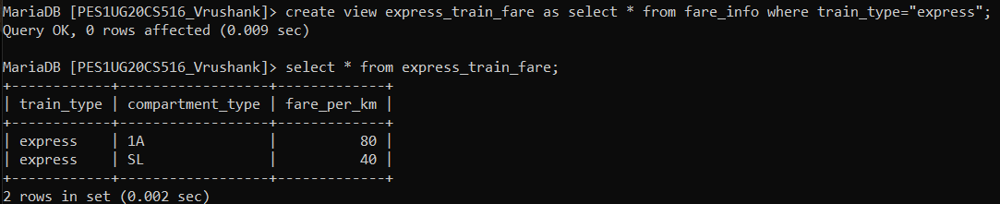 MariaDB [PES1UG20CS516_Vrushank]> create view express_train_fare as select * from fare_info where train_type="express";
Query OK, 0 rows affected (0.009 sec)

MariaDB [PES1UG20CS516_Vrushank]> select * from express_train_fare;
+------------+------------------+-------------+
| train_type | compartment_type | fare_per_km |
+------------+------------------+-------------+
| express    | 1A               |          80 |
| express    | SL               |          40 |
+------------+------------------+-------------+
2 rows in set (0.002 sec)